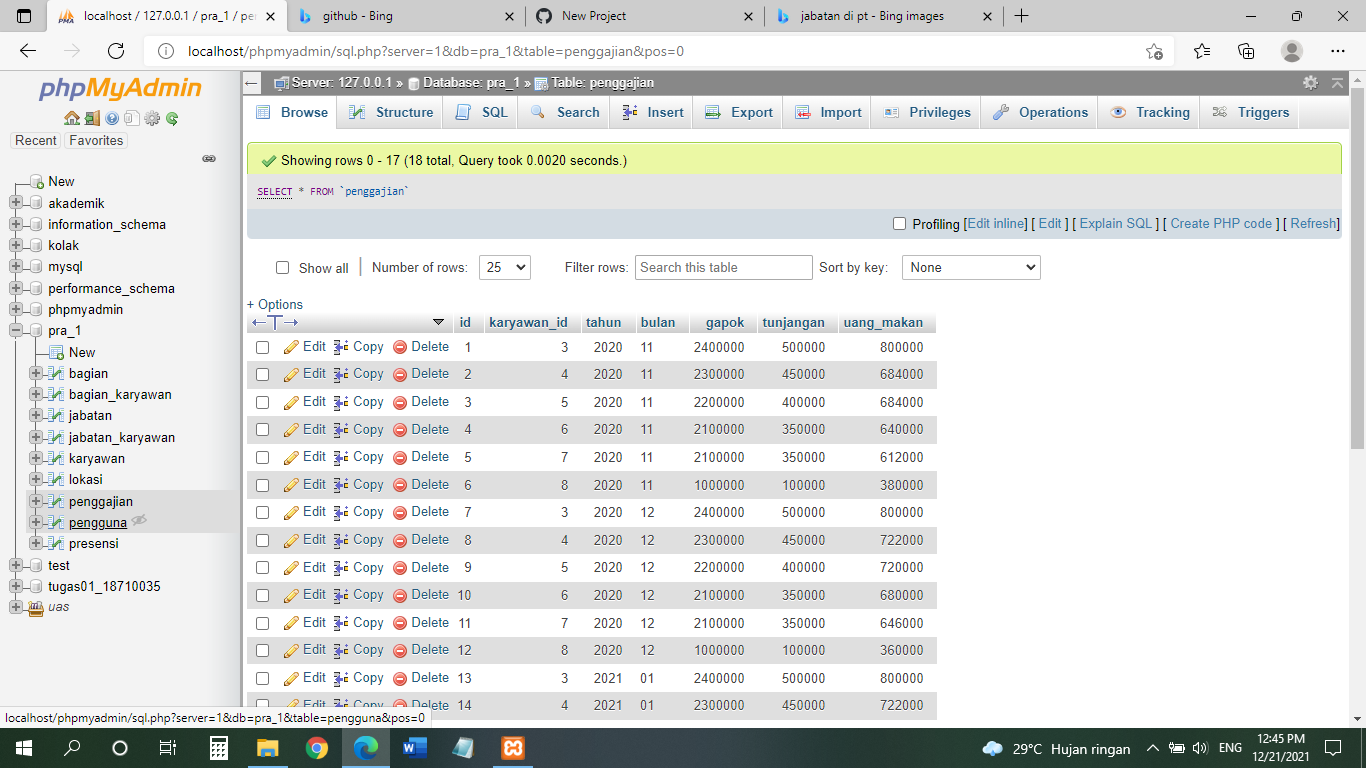 localhost / 127.0.0.1 / pra_1 / pe
github - Bing
New Project
jabatan di pt - Bing images
localhost/phpmyadmin/sql.php?server=1&db=pra_1&table=penggajian&pos=0
phpMyAdmin
Recent Favorites
New
akademik
information_schema
kolak
mysql
performance_schema
phpmyadmin
pra_1
New
bagian
bagian_karyawan
jabatan
jabatan_karyawan
karyawan
lokasi
penggajian
pengguna
presensi
test
tugas01_18710035
uas
localhost/phpmyadmin/sql.php?server=1&db=pra_1&table=pengguna&pos=0
Server: 127.0.0.1 » Database: pra_1 » Table: penggajian
Browse Structure SQL Search Insert Export Import Privileges Operations Tracking Triggers
Showing rows 0 - 17 (18 total, Query took 0.0020 seconds.)
SELECT * FROM `penggajian`
Profiling [Edit inline] [ Edit ] [ Explain SQL ] [ Create PHP code ] [ Refresh]
Show all | Number of rows: 25 Filter rows: Search this table Sort by key: None
+ Options
←T→ id karyawan_id tahun bulan gapok tunjangan uang_makan
Edit Copy Delete 1 3 2020 11 2400000 500000 800000
Edit Copy Delete 2 4 2020 11 2300000 450000 684000
Edit Copy Delete 3 5 2020 11 2200000 400000 684000
Edit Copy Delete 4 6 2020 11 2100000 350000 640000
Edit Copy Delete 5 7 2020 11 2100000 350000 612000
Edit Copy Delete 6 8 2020 11 1000000 100000 380000
Edit Copy Delete 7 3 2020 12 2400000 500000 800000
Edit Copy Delete 8 4 2020 12 2300000 450000 722000
Edit Copy Delete 9 5 2020 12 2200000 400000 720000
Edit Copy Delete 10 6 2020 12 2100000 350000 680000
Edit Copy Delete 11 7 2020 12 2100000 350000 646000
Edit Copy Delete 12 8 2020 12 1000000 100000 360000
Edit Copy Delete 13 3 2021 01 2400000 500000 800000
Edit Copy Delete 14 4 2021 01 2300000 450000 722000
29°C Hujan ringan ENG 12:45 PM
12/21/2021